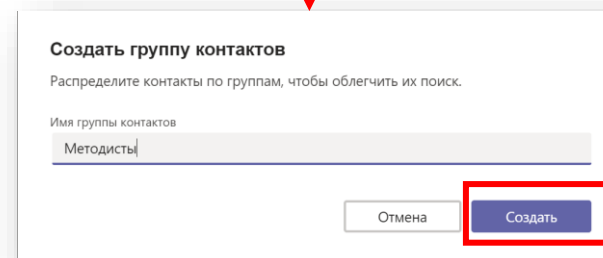 Создать группу контактов
Распределите контакты по группам, чтобы облегчить их поиск.
Имя группы контактов
Методисты
Отмена
Создать